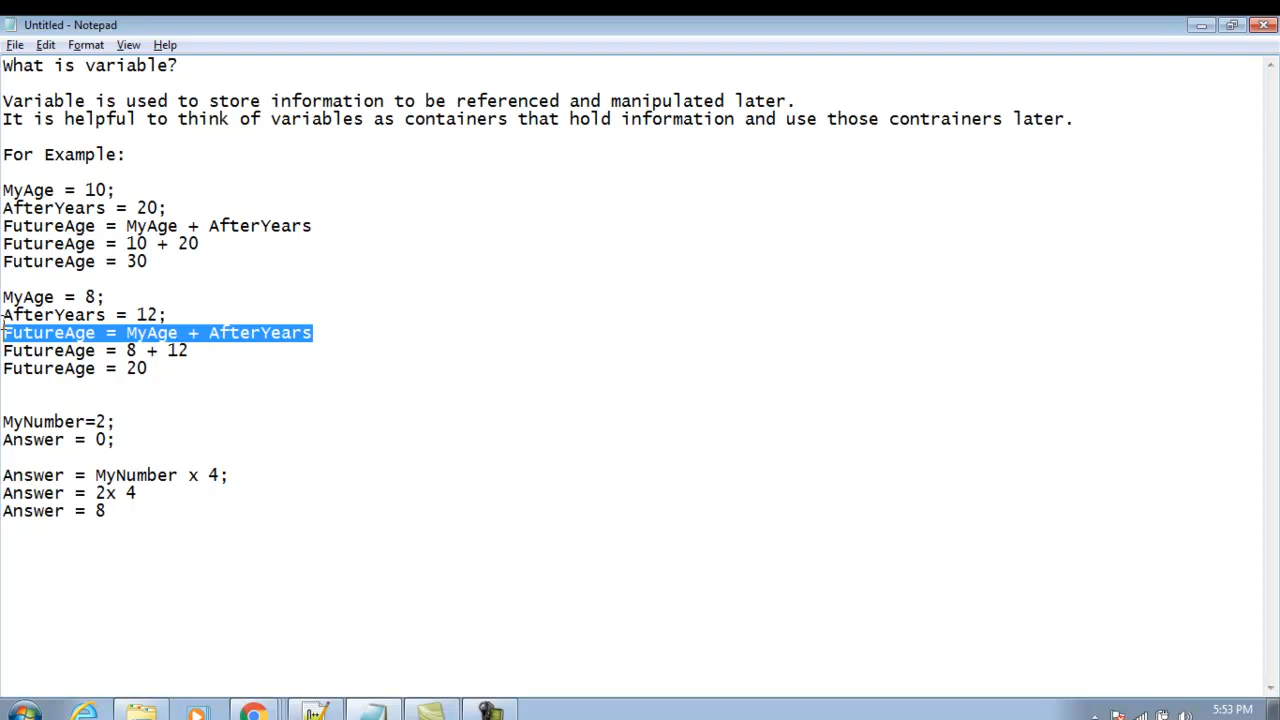 Untitled - Notepad
File Edit Format View Help
What is variable?
Variable is used to store information to be referenced and manipulated later.
It is helpful to think of variables as containers that hold information and use those contrainers later.
For Example:
MyAge = 10;
AfterYears = 20;
FutureAge = MyAge + AfterYears
FutureAge = 10 + 20
FutureAge = 30
MyAge = 8;
AfterYears = 12;
FutureAge = MyAge + AfterYears
FutureAge = 8 + 12
FutureAge = 20
MyNumber=2;
Answer = 0;
Answer = MyNumber x 4;
Answer = 2x 4
Answer = 8
5:53 PM